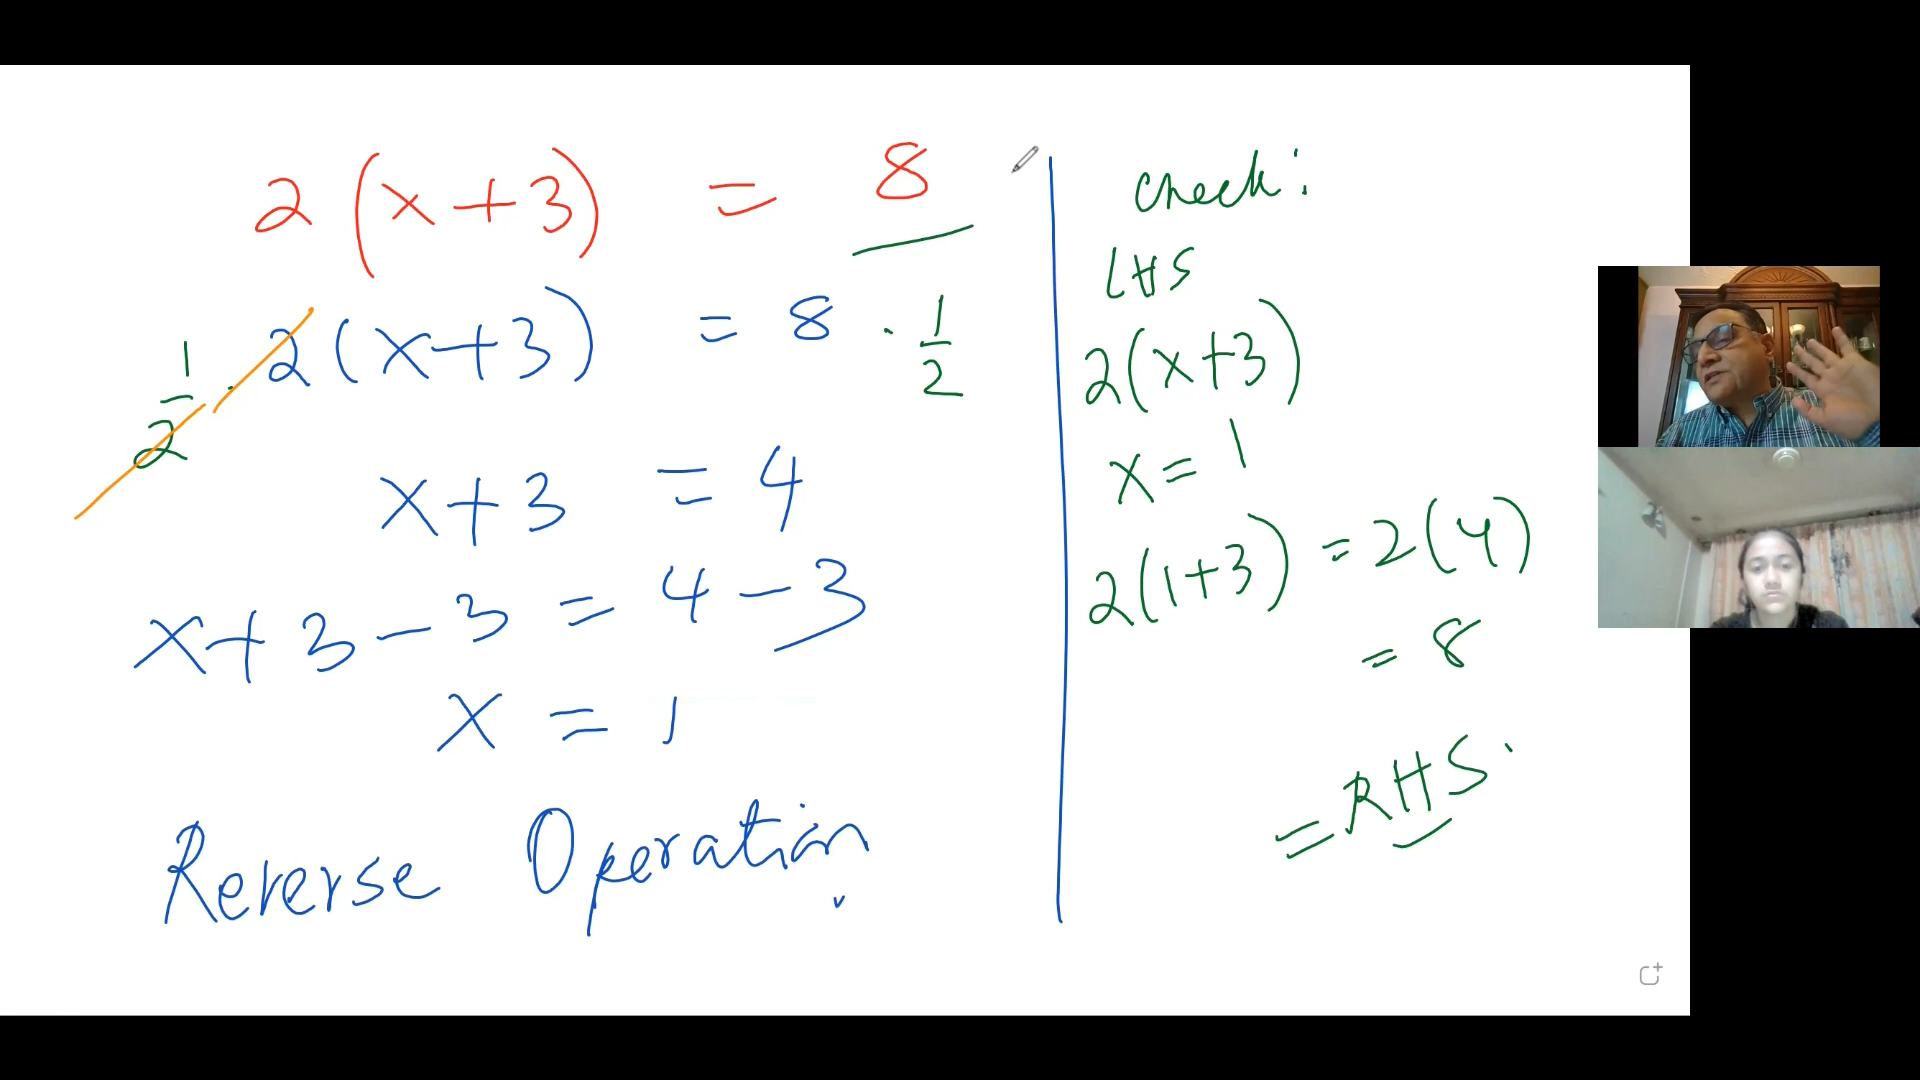 2 (x+3) = 8
1/2 · 2(x+3) = 8 · 1/2
x+3 = 4
x+3-3 = 4-3
x = 1
Reverse Operation
Check:
LHS
2(x+3)
x = 1
2(1+3) = 2(4)
= 8
= RHS.